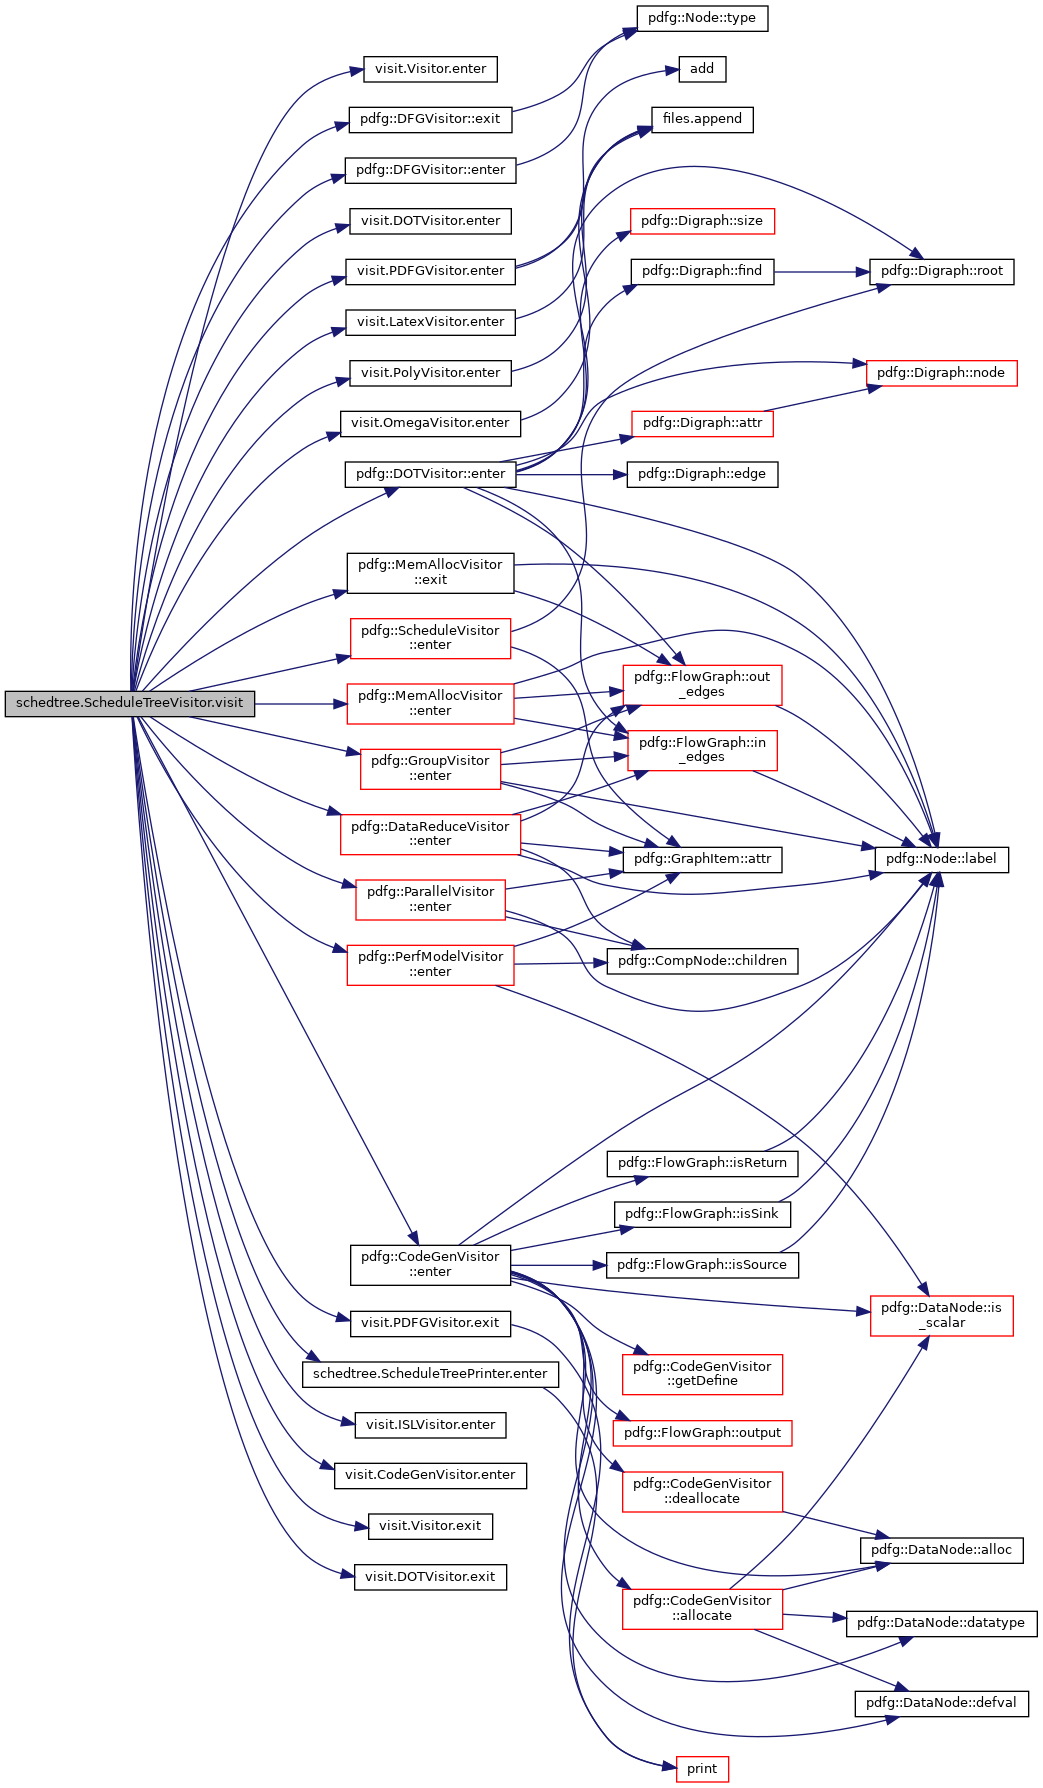 pdfg::Node::type
visit.Visitor.enter
add
pdfg::DFGVisitor::exit
files.append
pdfg::DFGVisitor::enter
visit.DOTVisitor.enter
pdfg::Digraph::size
visit.PDFGVisitor.enter
pdfg::Digraph::find
pdfg::Digraph::root
visit.LatexVisitor.enter
visit.PolyVisitor.enter
pdfg::Digraph::node
visit.OmegaVisitor.enter
pdfg::Digraph::attr
pdfg::DOTVisitor::enter
pdfg::Digraph::edge
pdfg::MemAllocVisitor
::exit
pdfg::ScheduleVisitor
::enter
pdfg::FlowGraph::out
_edges
schedtree.ScheduleTreeVisitor.visit
pdfg::MemAllocVisitor
::enter
pdfg::FlowGraph::in
_edges
pdfg::GroupVisitor
::enter
pdfg::DataReduceVisitor
::enter
pdfg::GraphItem::attr
pdfg::Node::label
pdfg::ParallelVisitor
::enter
pdfg::PerfModelVisitor
::enter
pdfg::CompNode::children
pdfg::FlowGraph::isReturn
pdfg::FlowGraph::isSink
pdfg::CodeGenVisitor
::enter
pdfg::FlowGraph::isSource
pdfg::DataNode::is
_scalar
visit.PDFGVisitor.exit
schedtree.ScheduleTreePrinter.enter
pdfg::CodeGenVisitor
::getDefine
visit.ISLVisitor.enter
pdfg::FlowGraph::output
visit.CodeGenVisitor.enter
pdfg::CodeGenVisitor
::deallocate
visit.Visitor.exit
pdfg::DataNode::alloc
visit.DOTVisitor.exit
pdfg::CodeGenVisitor
::allocate
pdfg::DataNode::datatype
pdfg::DataNode::defval
print